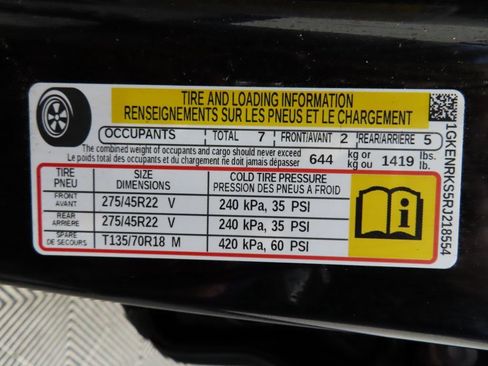 TIRE AND LOADING INFORMATION
RENSEIGNEMENTS SUR LES PNEUS ET LE CHARGEMENT
OCCUPANTS TOTAL 7 FRONT/AVANT 2 REAR/ARRIÈRE 5
The combined weight of occupants and cargo should never exceed
Le poids total des occupants et du chargement ne doit jamais dépasser
644 kg or kg ou 1419 lbs. lb.
TIRE PNEU SIZE DIMENSIONS COLD TIRE PRESSURE PRESSION DES PNEUS A FROID
FRONT AVANT 275/45R22 V 240 kPa, 35 PSI
REAR ARRIÈRE 275/45R22 V 240 kPa, 35 PSI
SPARE DE SECOURS T135/70R18 M 420 kPa, 60 PSI
1GKENRKS5RJ218554